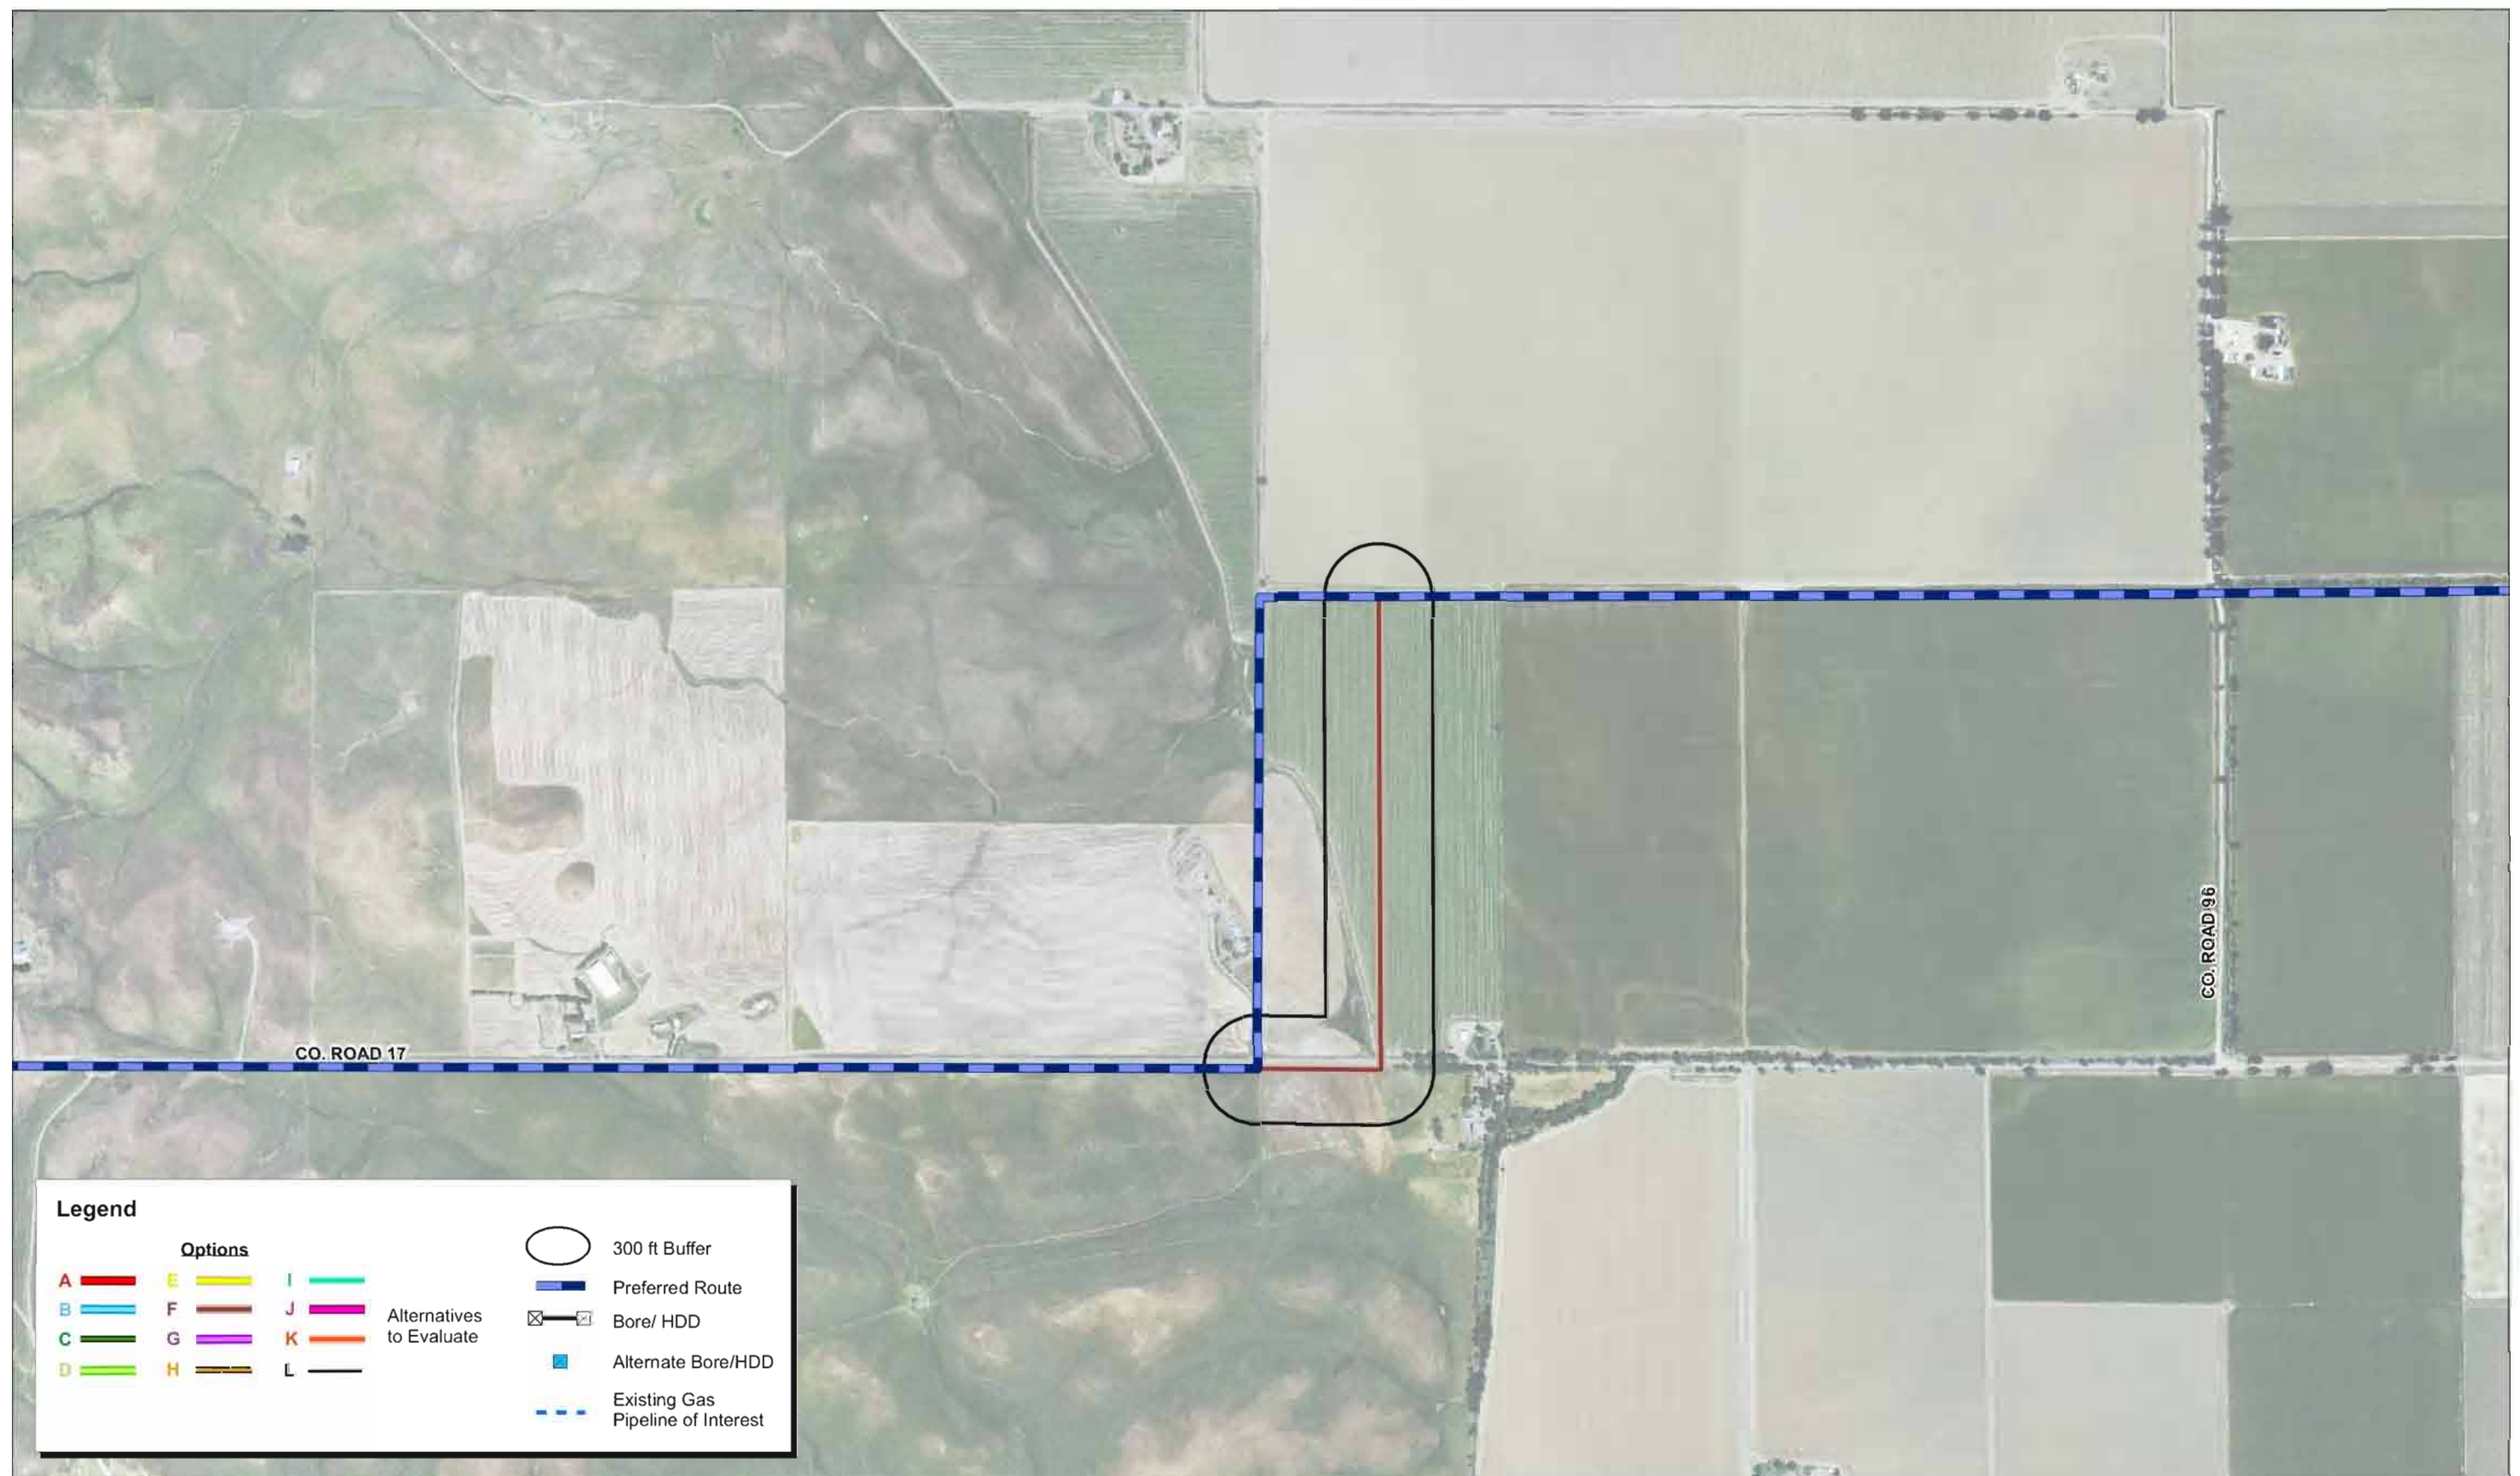 CO. ROAD 96
CO. ROAD 17
Legend
Options
A
E
I
B
F
J
C
G
K
D
H
L
Alternatives
to Evaluate
300 ft Buffer
Preferred Route
Bore/ HDD
Alternate Bore/HDD
Existing Gas
Pipeline of Interest